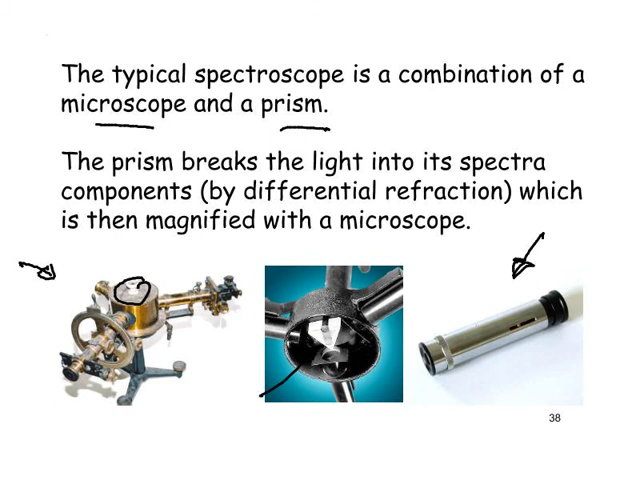 The typical spectroscope is a combination of a
microscope and a prism.
The prism breaks the light into its spectra
components (by differential refraction) which
is then magnified with a microscope.
38